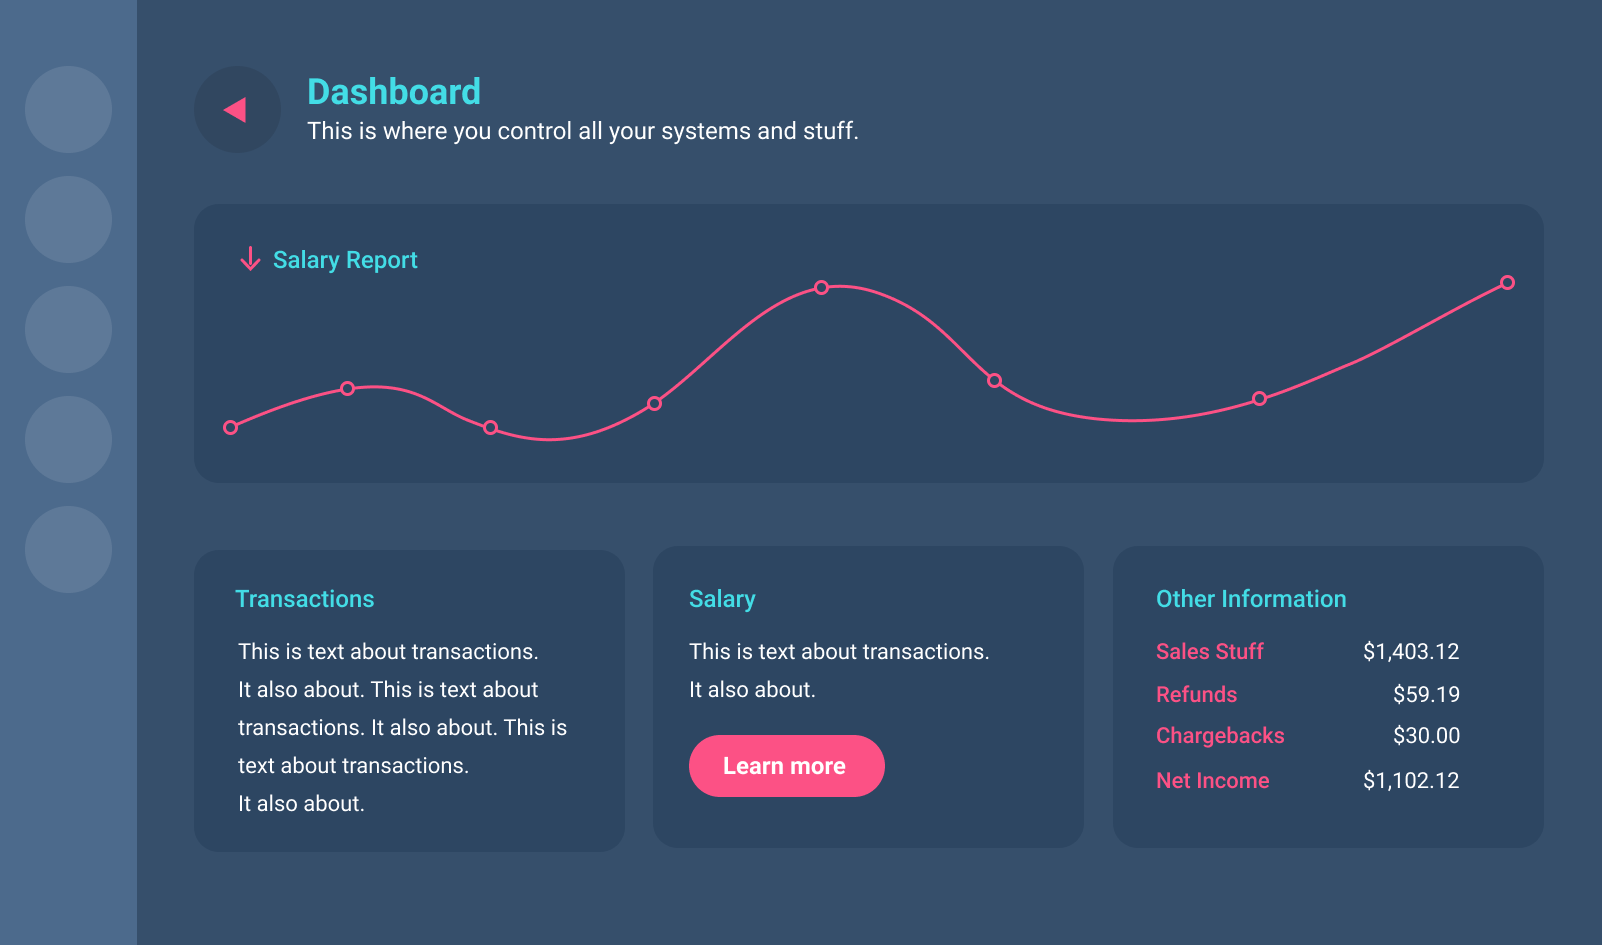 Dashboard
This is where you control all your systems and stuff.
Salary Report
Transactions
This is text about transactions.
It also about. This is text about
transactions. It also about. This is
text about transactions.
It also about.
Salary
This is text about transactions.
It also about.
Learn more
Other Information
Sales Stuff $1,403.12
Refunds $59.19
Chargebacks $30.00
Net Income $1,102.12